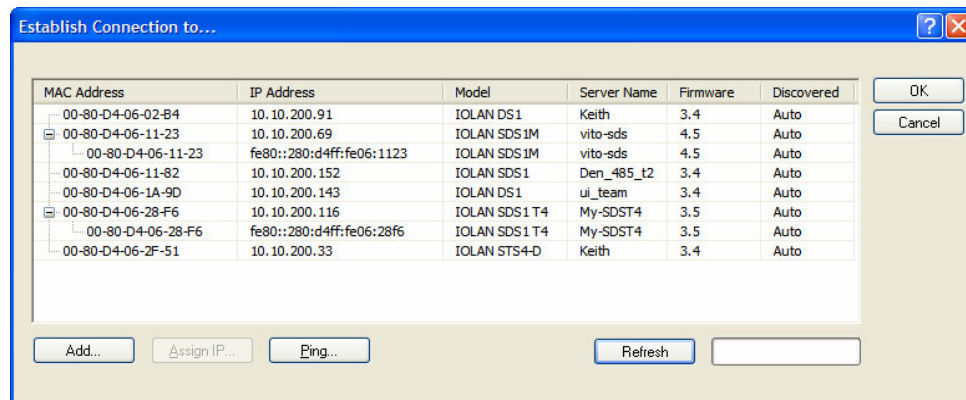 Establish Connection to...
MAC Address IP Address Model Server Name Firmware Discovered
00-80-D4-06-02-B4 10.10.200.91 IOLAN DS1 Keith 3.4 Auto
00-80-D4-06-11-23 10.10.200.69 IOLAN SDS1M vito-sds 4.5 Auto
00-80-D4-06-11-23 fe80::280:d4ff:fe06:1123 IOLAN SDS1M vito-sds 4.5 Auto
00-80-D4-06-11-82 10.10.200.152 IOLAN SDS1 Den_485_t2 3.4 Auto
00-80-D4-06-1A-9D 10.10.200.143 IOLAN DS1 ui_team 3.4 Auto
00-80-D4-06-28-F6 10.10.200.116 IOLAN SDS1 T4 My-SDST4 3.5 Auto
00-80-D4-06-28-F6 fe80::280:d4ff:fe06:28f6 IOLAN SDS1 T4 My-SDST4 3.5 Auto
00-80-D4-06-2F-51 10.10.200.33 IOLAN STS4-D Keith 3.4 Auto
OK
Cancel
Add... Assign IP... Ping... Refresh